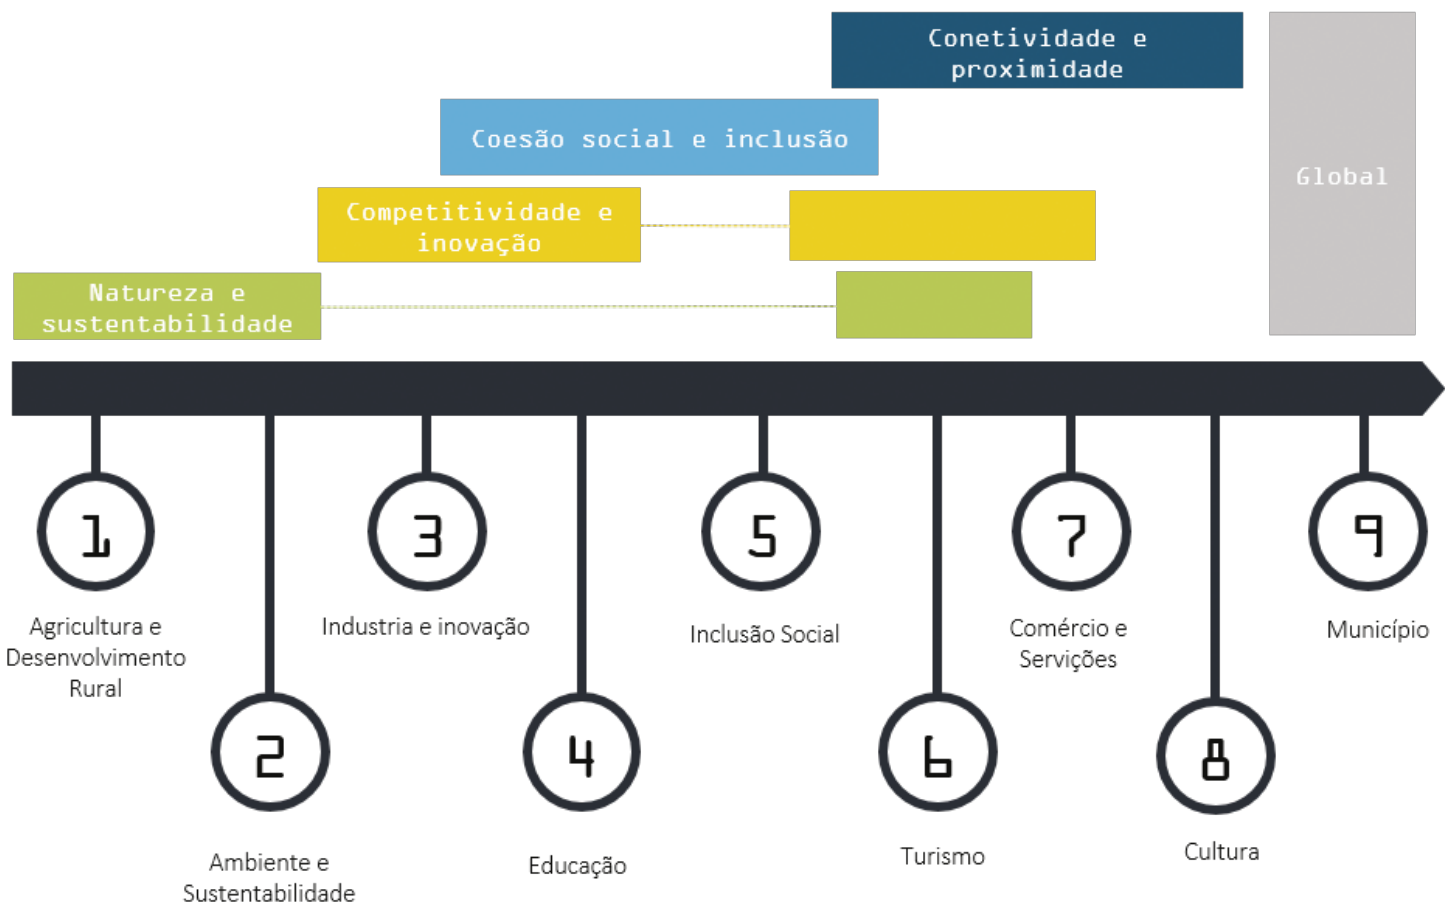 Conetividade e
proximidade
Global
Coesão social e inclusão
Competitividade e
inovação
Natureza e
sustentabilidade
1
Agricultura e
Desenvolvimento
Rural
2
Ambiente e
Sustentabilidade
3
Industria e inovação
4
Educação
5
Inclusão Social
6
Turismo
7
Comércio e
Servições
8
Cultura
9
Município